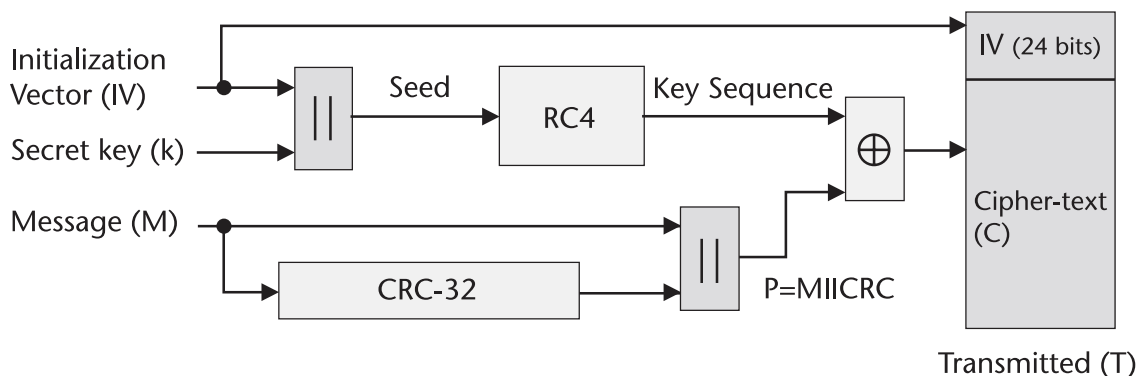 Initialization
Vector (IV)
Secret key (k)
Message (M)
||
Seed
RC4
Key Sequence
CRC-32
||
P=MIICRC
⊕
IV (24 bits)
Cipher-text
(C)
Transmitted (T)